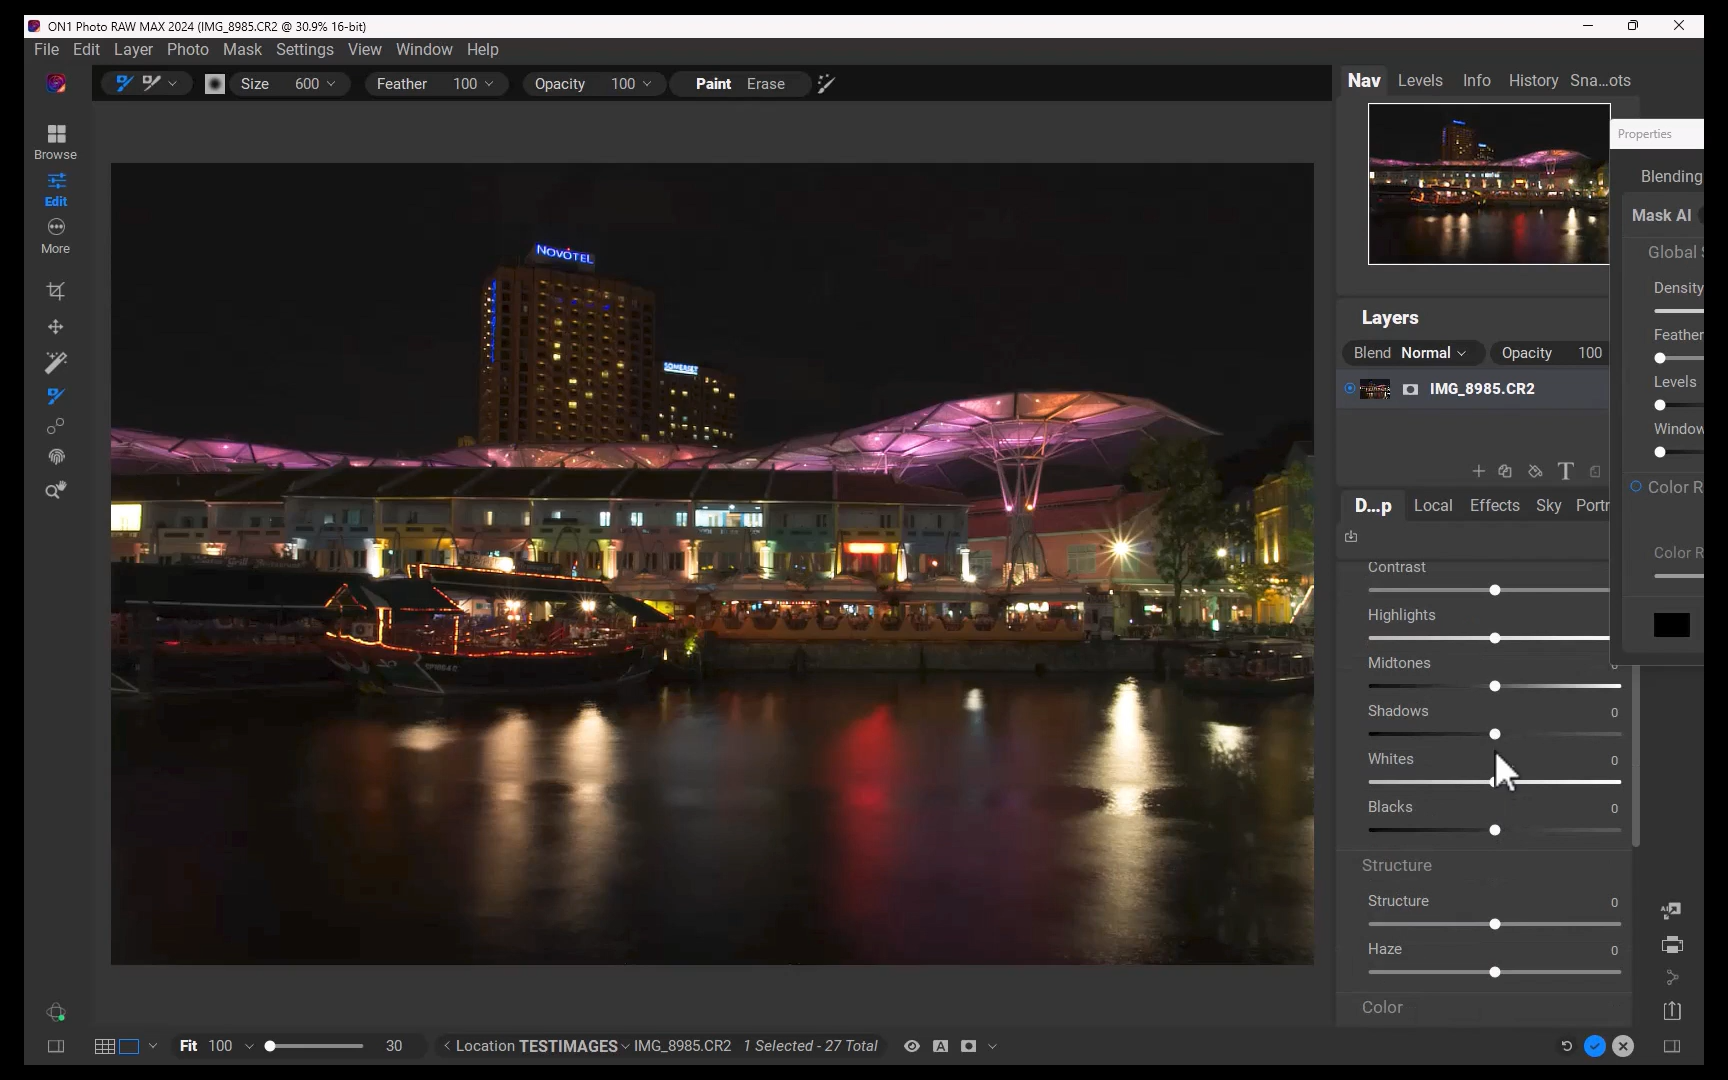 ON1 Photo RAW MAX 2024 (IMG_8985.CR2 @ 30.9% 16-bit)
File Edit Layer Photo Mask Settings View Window Help
Size 600 Feather 100 Opacity 100 Paint Erase
Nav Levels Info History Sna...ots
Browse
Edit
More
NOVOTEL
SOMERSET
Properties
Blending
Mask AI
Global
Density
Feather
Levels
Window
Color R
Color R
Layers
Blend Normal Opacity 100
IMG_8985.CR2
T
D...p Local Effects Sky Portr
Contrast
Highlights
Midtones
Shadows 0
Whites 0
Blacks 0
Structure
Structure 0
Haze 0
Color
Fit 100 30 < Location TESTIMAGES IMG_8985.CR2 1 Selected - 27 Total A